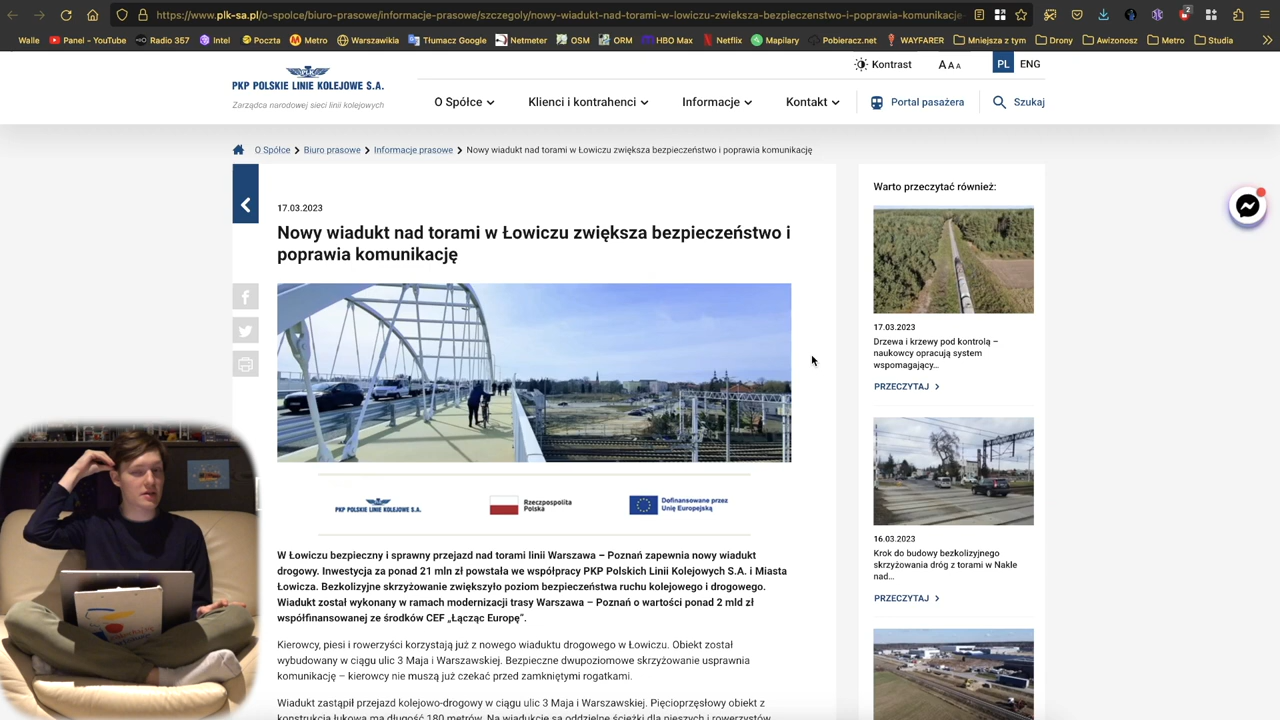 https://www.plk-sa.pl/o-spolce/biuro-prasowe/informacje-prasowe/szczegoly/nowy-wiadukt-nad-torami-w-lowiczu-zwieksza-bezpieczenstwo-i-poprawia-komunikac
2
Walle
Panel - YouTube
Radio 357
Intel
Poczta
Metro
Warszawikia
Tłumacz Google
Netmeter
OSM
ORM
HBO Max
Netflix
Mapilary
Pobieracz.net
WAYFARER
Mniejsza z tym
Drzwi
Awizonosz
Metro
Studia
Kontrast
A A A
PL ENG
PLK
PKP POLSKIE LINIE KOLEJOWE S.A.
Zarządca narodowej sieci linii kolejowych
O Spółce
Klienci i kontrahenci
Informacje
Kontakt
Portal pasażera
Szukaj
O Spółce
Biuro prasowe
Informacje prasowe
Nowy wiadukt nad torami w Łowiczu zwiększa bezpieczeństwo i poprawia komunikację
17.03.2023
Nowy wiadukt nad torami w Łowiczu zwiększa bezpieczeństwo i
poprawia komunikację
PKP POLSKIE LINIE KOLEJOWE S.A.
Rzeczpospolita
Polska
Dofinansowane przez
Unię Europejską
W Łowiczu bezpieczny i sprawny przejazd nad torami linii Warszawa – Poznań zapewnia nowy wiadukt
drogowy. Inwestycja za ponad 21 mln zł powstała we współpracy PKP Polskich Linii Kolejowych S.A. i Miasta
Łowicza. Bezkolizyjne skrzyżowanie zwiększyło poziom bezpieczeństwa ruchu kolejowego i drogowego.
Wiadukt został wykonany w ramach modernizacji trasy Warszawa – Poznań o wartości ponad 2 mld zł
współfinansowanej ze środków CEF „Łącząc Europę”.
Kierowcy, piesi i rowerzyści korzystają już z nowego wiaduktu drogowego w Łowiczu. Obiekt został
wybudowany w ciągu ulic 3 Maja i Warszawskiej. Bezpieczne dwupoziomowe skrzyżowanie usprawnia
komunikację – kierowcy nie muszą już czekać przed zamkniętymi rogatkami.
Wiadukt zastąpił przejazd kolejowo-drogowy w ciągu ulic 3 Maja i Warszawskiej. Pięcioprzęsłowy obiekt z
konstrukcją łukową ma długość 180 metrów. Na wiadukcie są oddzielne ścieżki dla pieszych i rowerzystów
Warto przeczytać również:
17.03.2023
Drzewa i krzewy pod kontrolą –
naukowcy opracują system
wspomagający...
PRZECZYTAJ
16.03.2023
Krok do budowy bezkolizyjnego
skrzyżowania dróg z torami w Nakle
nad...
PRZECZYTAJ